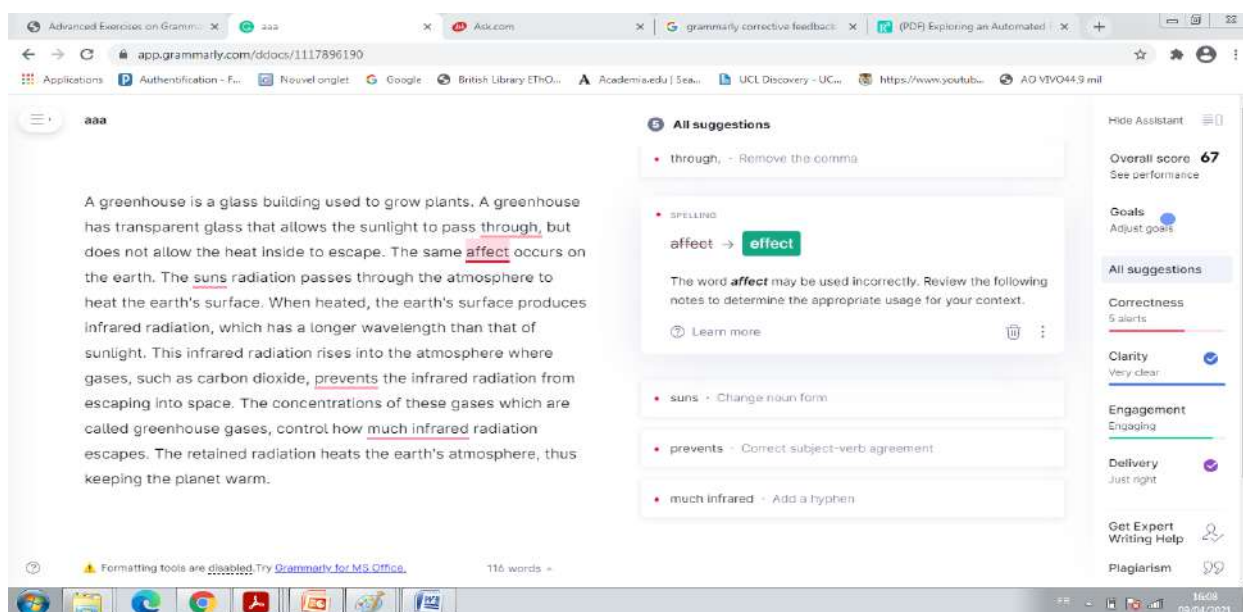 Advanced Exercises on Gramm
aaa
Ask.com
grammarly corrective feedback
(PDF) Exploring an Automated
app.grammarly.com/ddocs/1117896190
Applications
Authentification - F...
Nouvel onglet
Google
British Library EThO...
Academia.edu | Sea...
UCL Discovery - UC...
https://www.youtub...
AO VIVO44,9 mil
aaa
A greenhouse is a glass building used to grow plants. A greenhouse
has transparent glass that allows the sunlight to pass through, but
does not allow the heat inside to escape. The same affect occurs on
the earth. The suns radiation passes through the atmosphere to
heat the earth's surface. When heated, the earth's surface produces
infrared radiation, which has a longer wavelength than that of
sunlight. This infrared radiation rises into the atmosphere where
gases, such as carbon dioxide, prevents the infrared radiation from
escaping into space. The concentrations of these gases which are
called greenhouse gases, control how much infrared radiation
escapes. The retained radiation heats the earth's atmosphere, thus
keeping the planet warm.
Formatting tools are disabled.Try Grammarly for MS Office.
116 words
5 All suggestions
through, - Remove the comma
SPELLING
affect → effect
The word affect may be used incorrectly. Review the following
notes to determine the appropriate usage for your context.
Learn more
suns · Change noun form
prevents · Correct subject-verb agreement
much infrared · Add a hyphen
Hide Assistant
Overall score 67
See performance
Goals
Adjust goals
All suggestions
Correctness
5 alerts
Clarity
Very clear
Engagement
Engaging
Delivery
Just right
Get Expert
Writing Help
Plagiarism
FR
16:08
09/04/2021